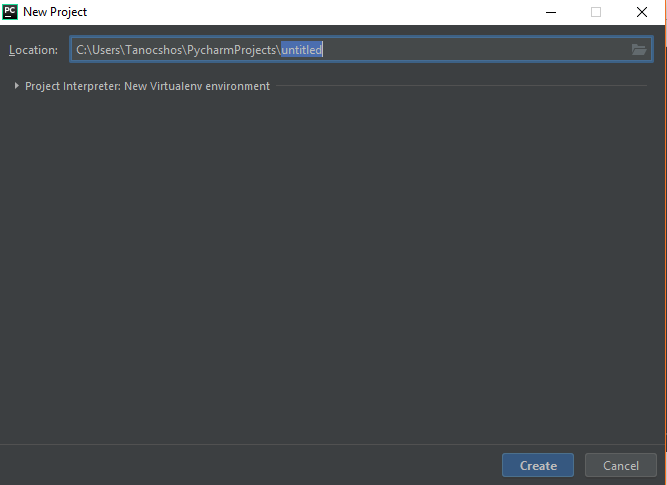 PC New Project
Location: C:\Users\Tanocshos\PycharmProjects\untitled
Project Interpreter: New Virtualenv environment
Create Cancel